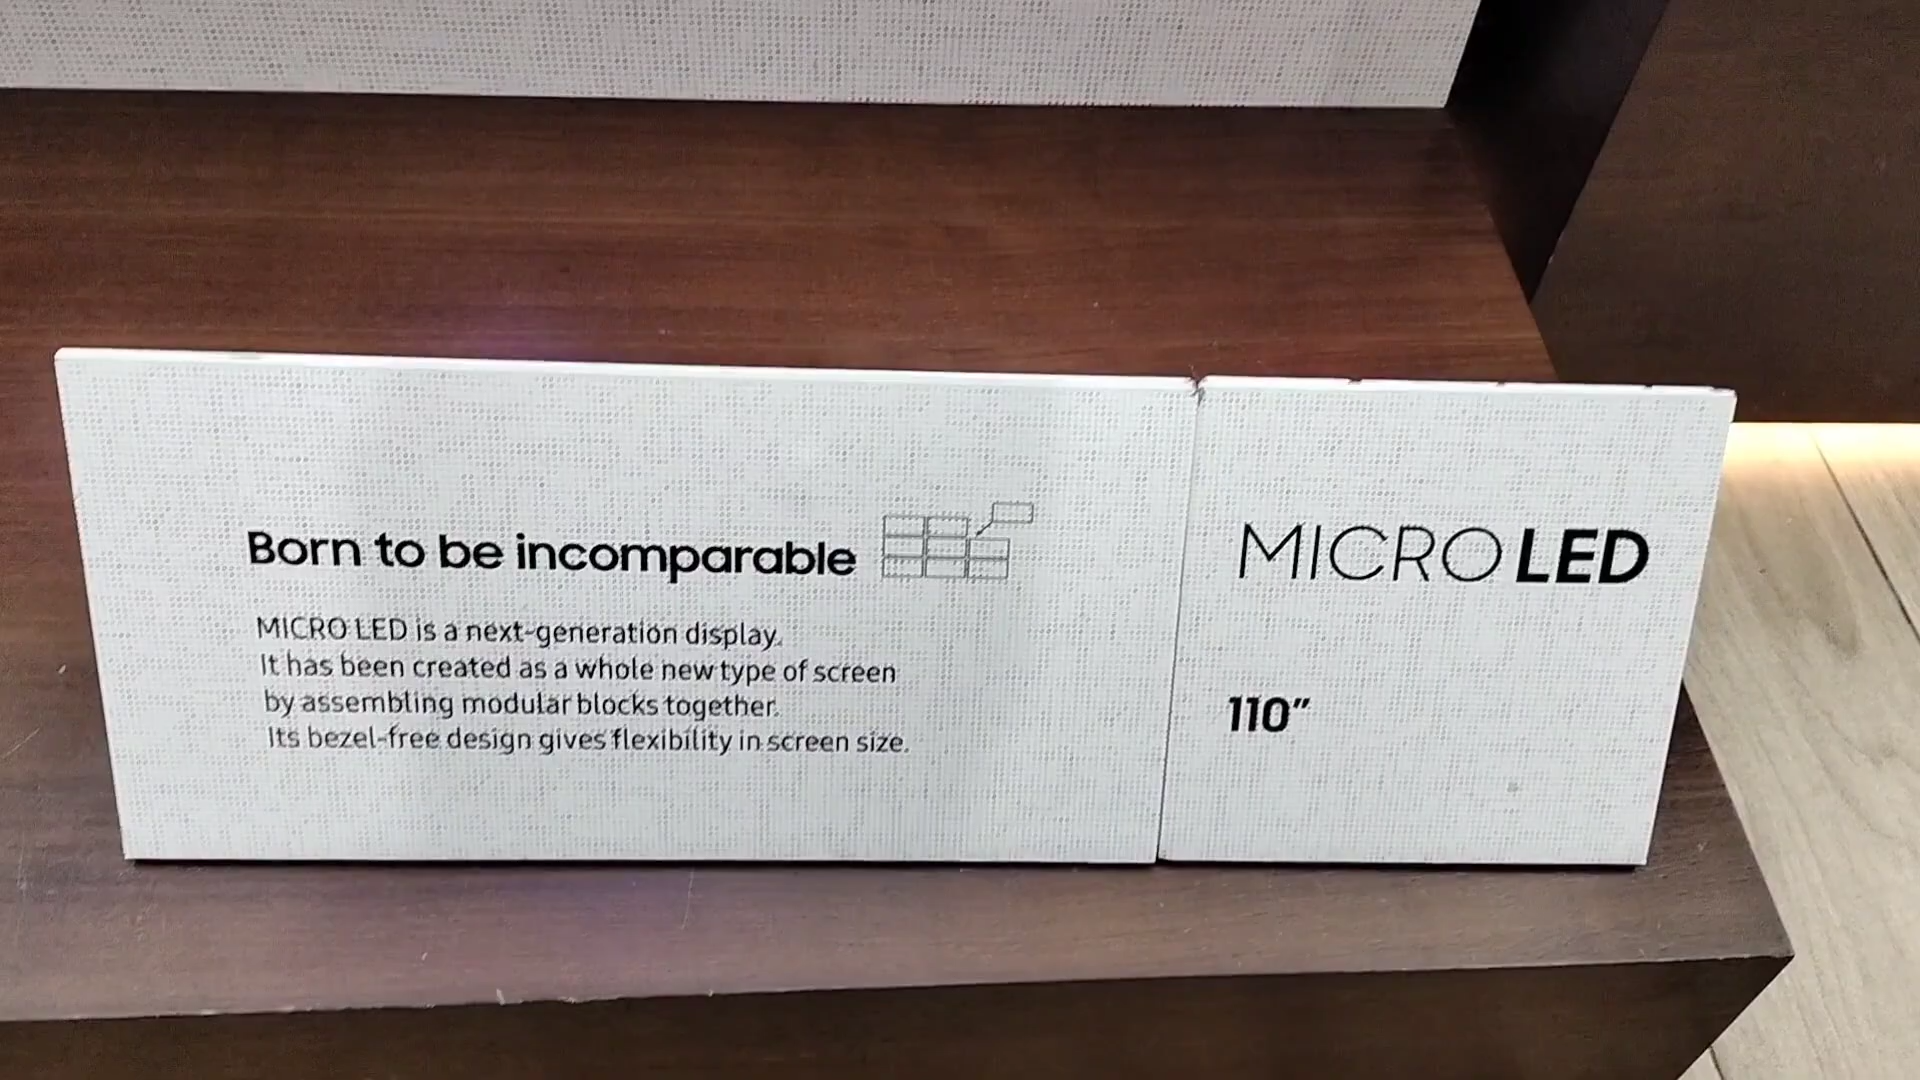 Born to be incomparable
MICRO LED is a next-generation display.
It has been created as a whole new type of screen
by assembling modular blocks together.
Its bezel-free design gives flexibility in screen size.
MICRO LED
110”